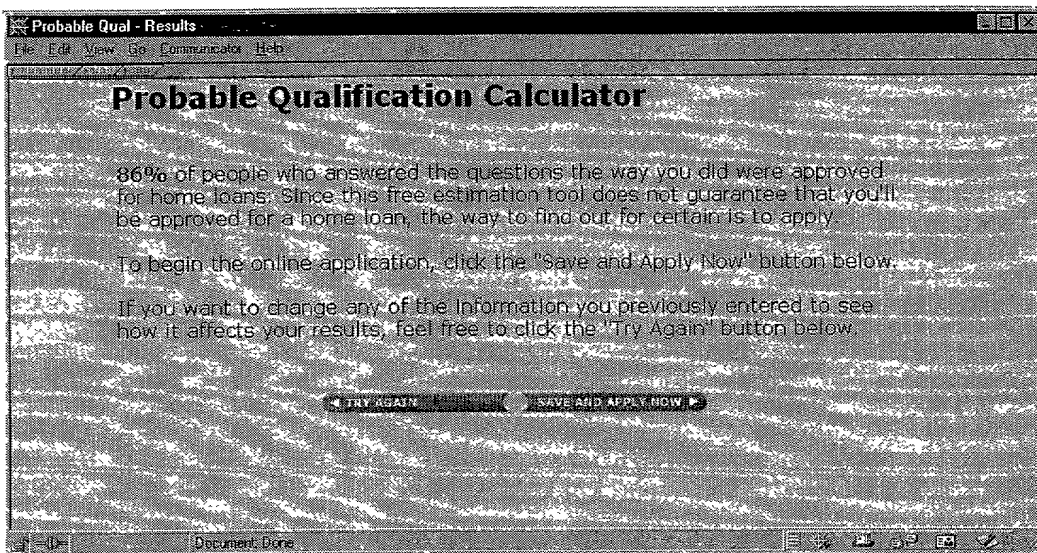 Probable Qual - Results
File Edit View Go Communicator Help
Probable Qualification Calculator
86% of people who answered the questions the way you did were approved
for home loans. Since this free estimation tool does not guarantee that you'll
be approved for a home loan, the way to find out for certain is to apply.
To begin the online application, click the "Save and Apply Now" button below.
If you want to change any of the information you previously entered to see
how it affects your results, feel free to click the "Try Again" button below.
TRY AGAIN SAVE AND APPLY NOW
Document: Done